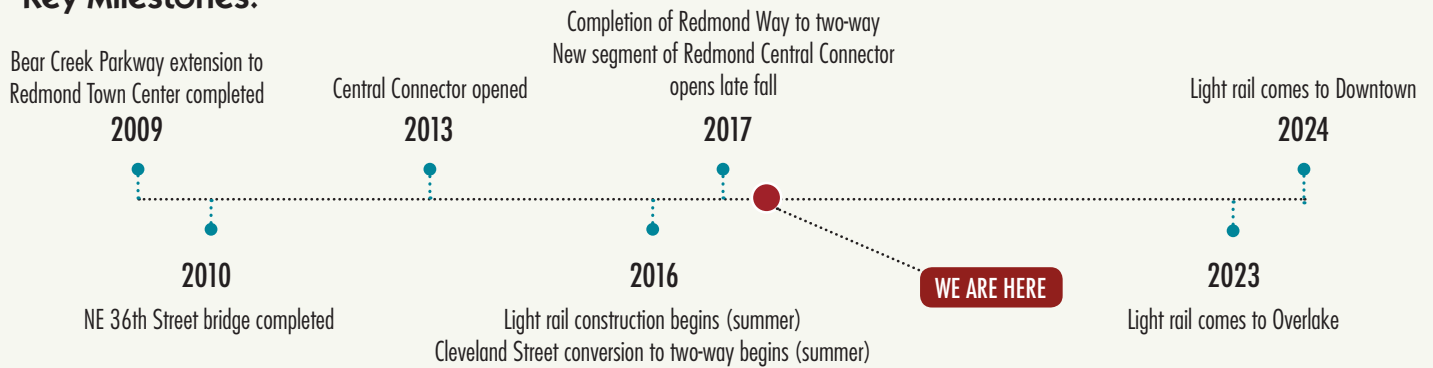 Key Milestones:
Bear Creek Parkway extension to
Redmond Town Center completed
2009
Central Connector opened
2013
Completion of Redmond Way to two-way
New segment of Redmond Central Connector
opens late fall
2017
Light rail comes to Downtown
2024
2010
NE 36th Street bridge completed
2016
Light rail construction begins (summer)
Cleveland Street conversion to two-way begins (summer)
WE ARE HERE
2023
Light rail comes to Overlake